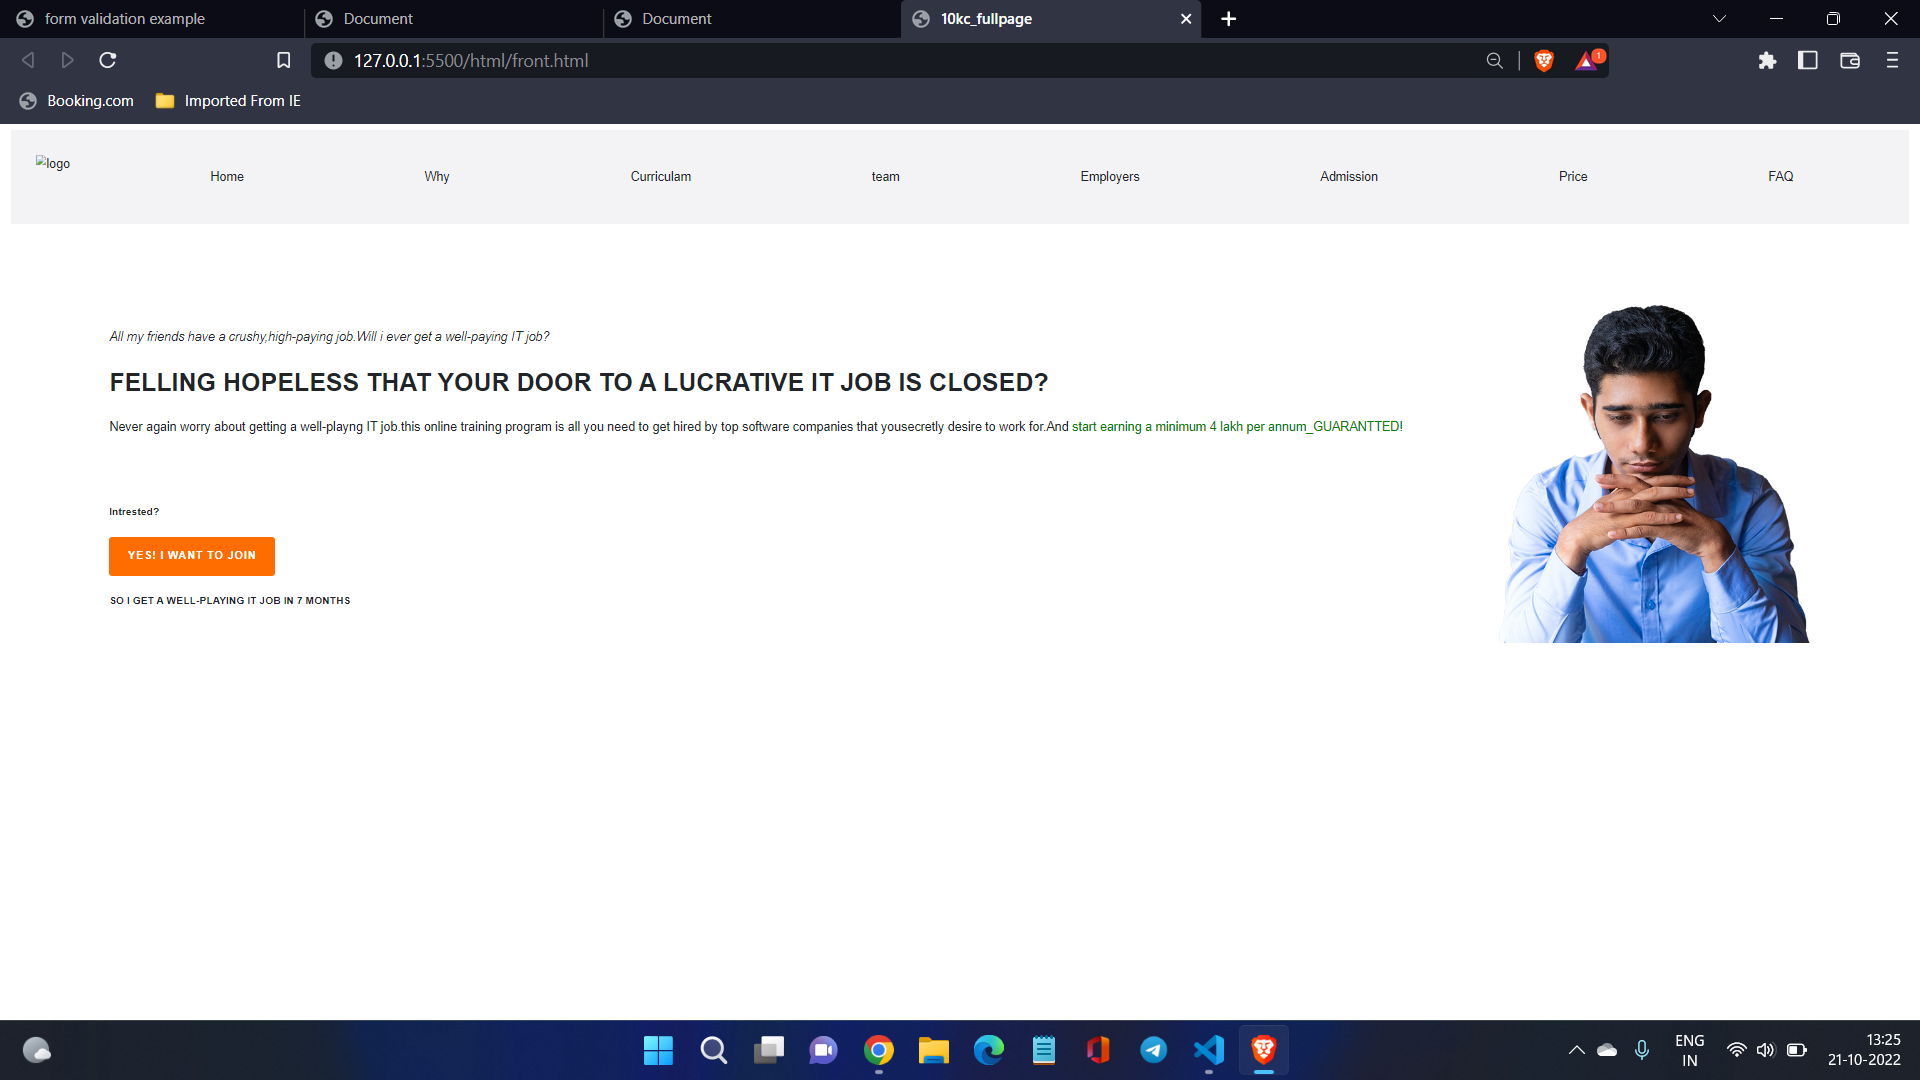 form validation example
Document
Document
10kc_fullpage
127.0.0.1:5500/html/front.html
1
Booking.com
Imported From IE
logo
Home
Why
Curriculam
team
Employers
Admission
Price
FAQ
All my friends have a crushy,high-paying job.Will i ever get a well-paying IT job?
FELLING HOPELESS THAT YOUR DOOR TO A LUCRATIVE IT JOB IS CLOSED?
Never again worry about getting a well-playng IT job.this online training program is all you need to get hired by top software companies that yousecretly desire to work for.And start earning a minimum 4 lakh per annum_GUARANTTED!
Intrested?
YES! I WANT TO JOIN
SO I GET A WELL-PLAYING IT JOB IN 7 MONTHS
ENG
IN
13:25
21-10-2022